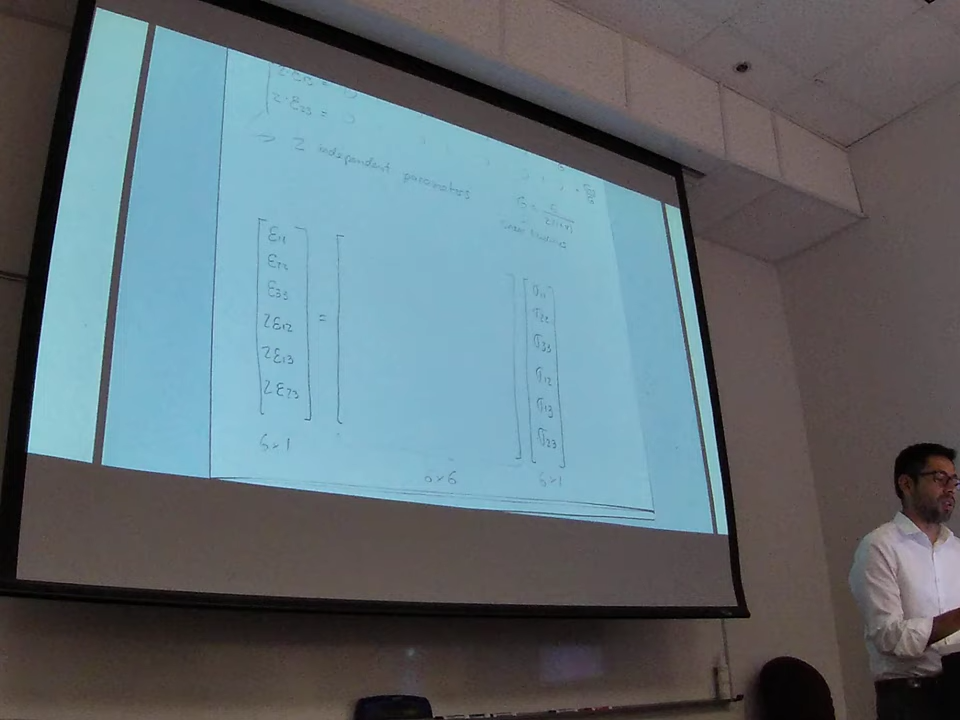 2·ε₂₃ =
→ 2 independent parameters
ε₁₁
ε₂₂
ε₃₃
2ε₁₂
2ε₁₃
2ε₂₃
=
σ₁₁
σ₂₂
σ₃₃
σ₁₂
σ₁₃
σ₂₃
6×1
6×6
6×1